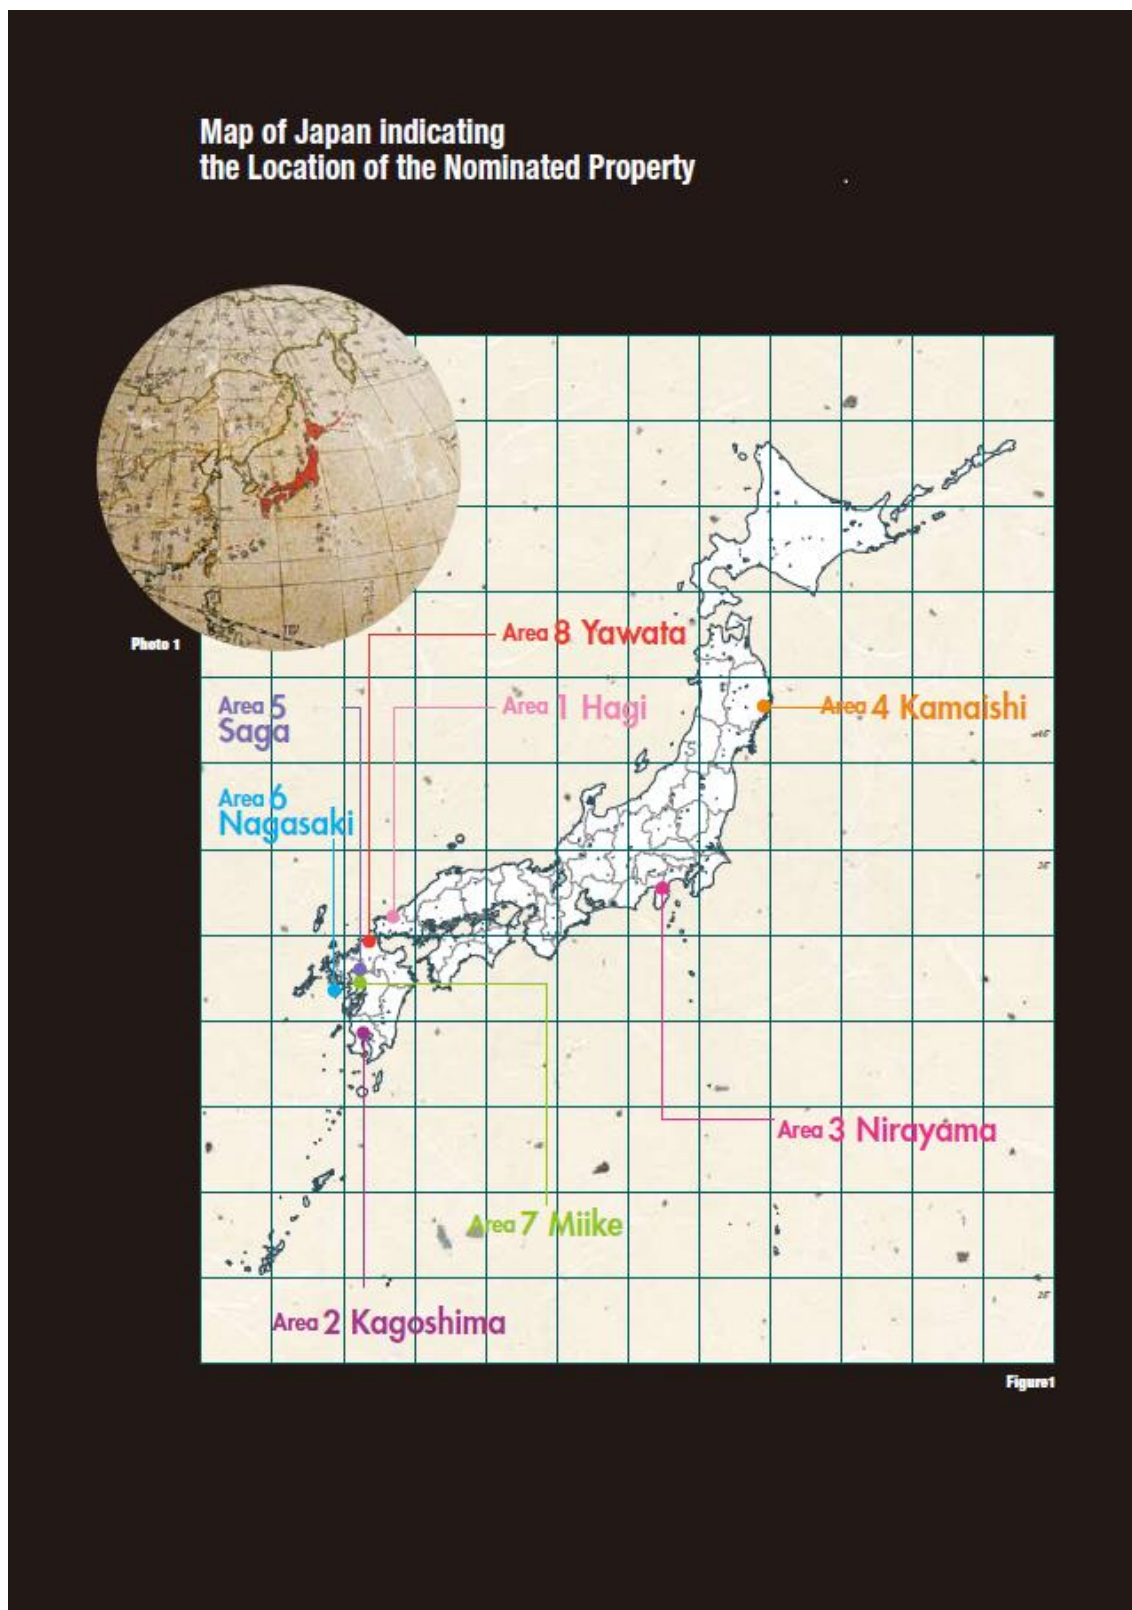 Map of Japan indicating
the Location of the Nominated Property
Photo 1
Area 8 Yawata
Area 5
Saga
Area 1 Hagi
Area 4 Kamaishi
Area 6
Nagasaki
Area 3 Nirayama
Area 7 Miike
Area 2 Kagoshima
Figure1